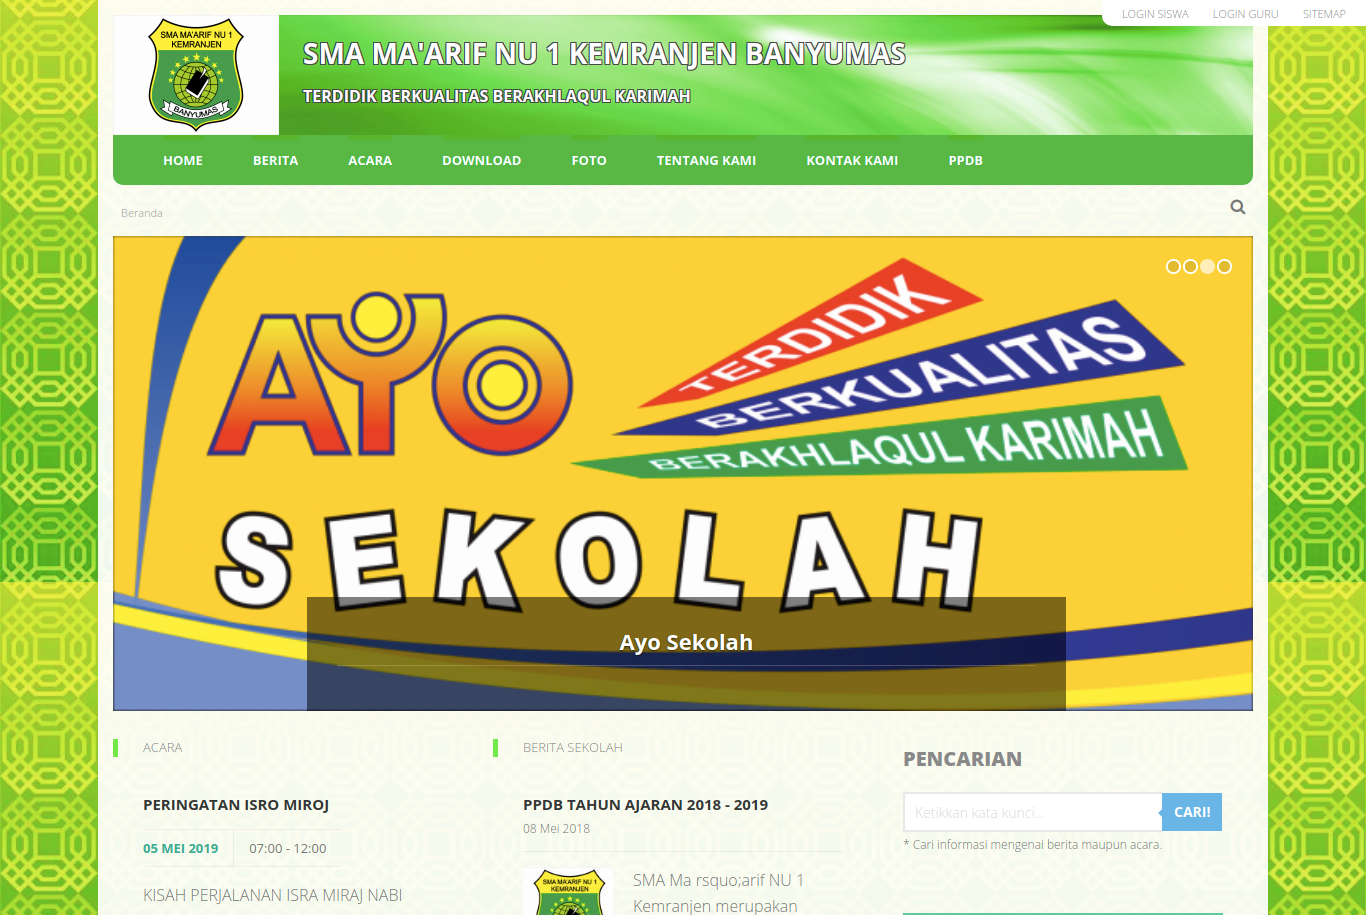 LOGIN SISWA LOGIN GURU SITEMAP
SMA MA'ARIF NU 1
KEMRANJEN
BANYUMAS
SMA MA'ARIF NU 1 KEMRANJEN BANYUMAS
TERDIDIK BERKUALITAS BERAKHLAQUL KARIMAH
HOME BERITA ACARA DOWNLOAD FOTO TENTANG KAMI KONTAK KAMI PPDB
Beranda
AYO
TERDIDIK
BERKUALITAS
BERAKHLAQUL KARIMAH
SEKOLAH
Ayo Sekolah
ACARA
PERINGATAN ISRO MIROJ
05 MEI 2019 07:00 - 12:00
KISAH PERJALANAN ISRA MIRAJ NABI
BERITA SEKOLAH
PPDB TAHUN AJARAN 2018 - 2019
08 Mei 2018
SMA MA'ARIF NU 1
KEMRANJEN
SMA Ma rsquo;arif NU 1
Kemranjen merupakan
PENCARIAN
Ketikkan kata kunci... CARI!
* Cari informasi mengenai berita maupun acara.